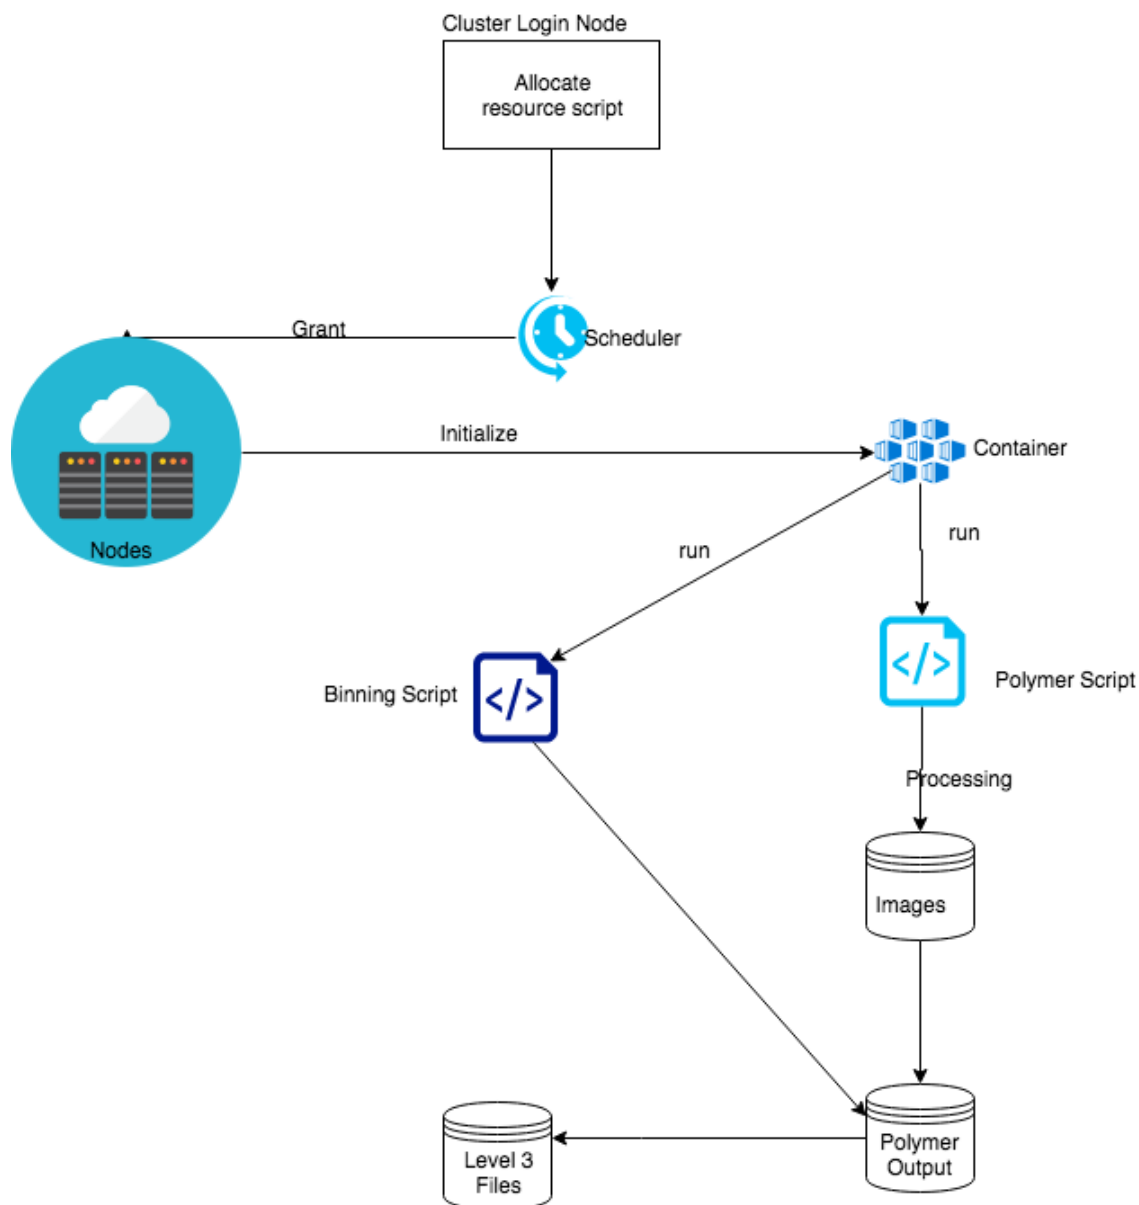 Cluster Login Node
Allocate
resource script
Grant
Scheduler
Initialize
Container
Nodes
run
run
Binning Script
Polymer Script
Processing
Images
Polymer
Output
Level 3
Files